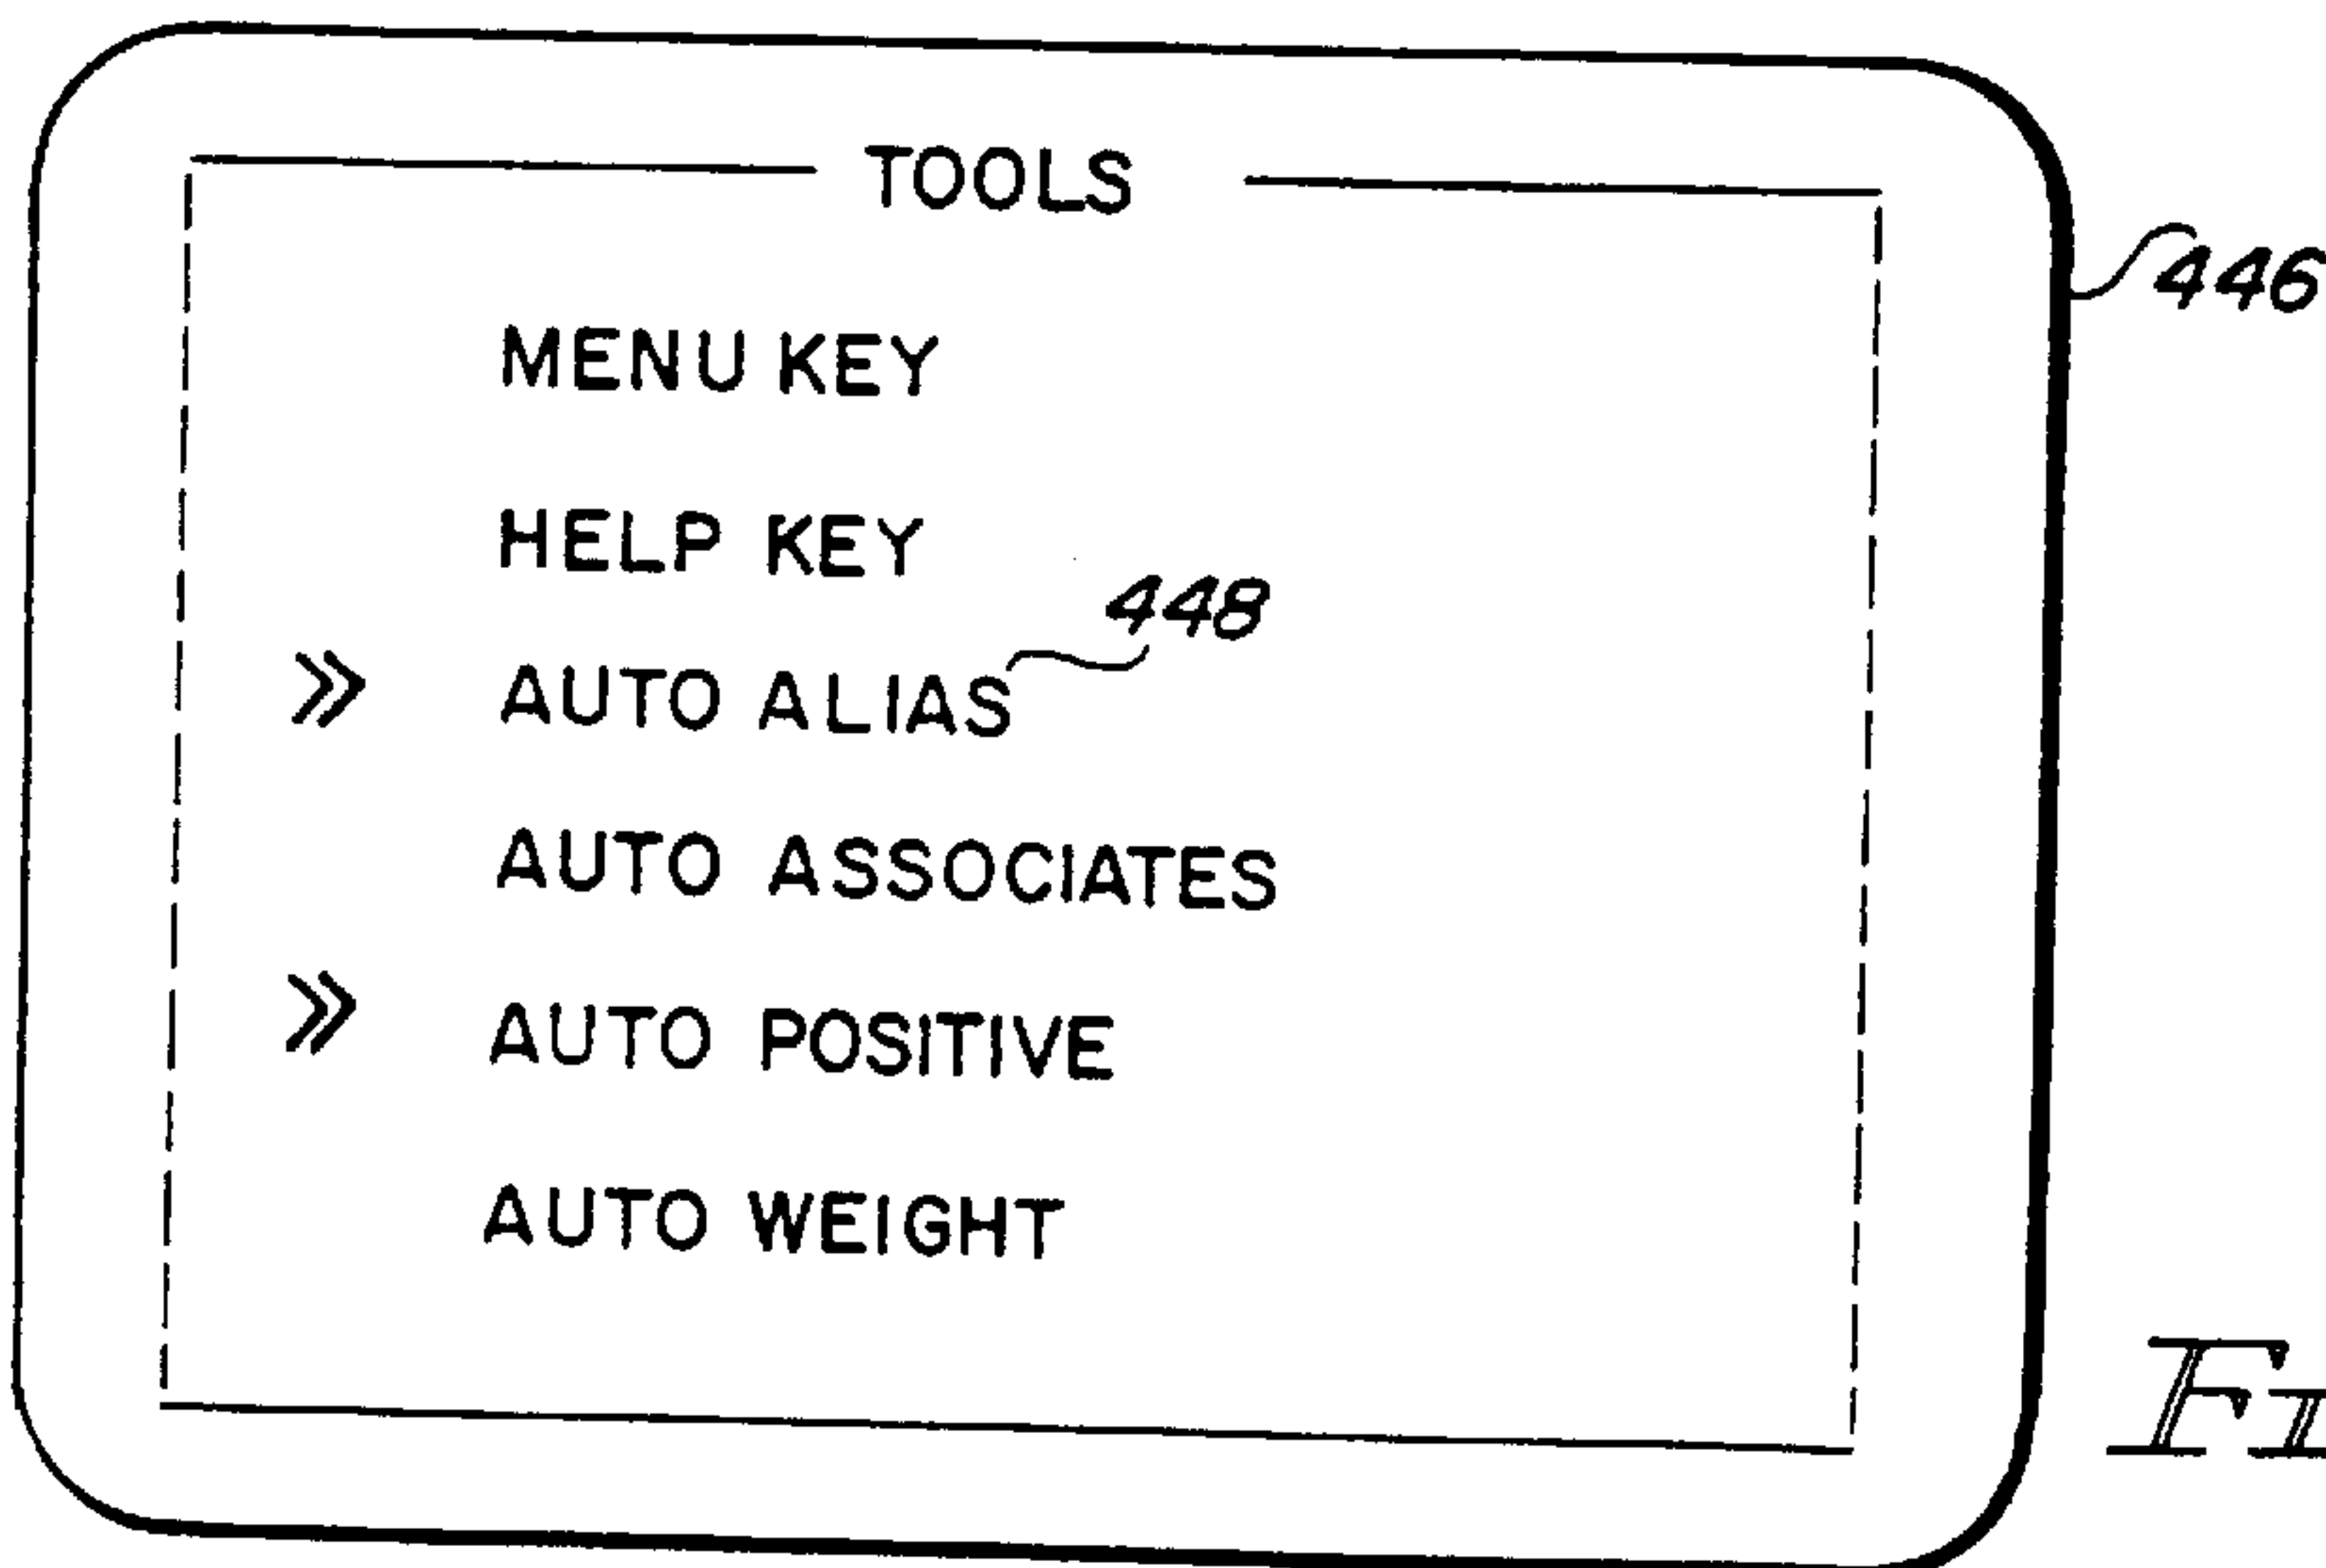 TOOLS
446
MENU KEY
HELP KEY
448
» AUTO ALIAS
AUTO ASSOCIATES
» AUTO POSITIVE
AUTO WEIGHT